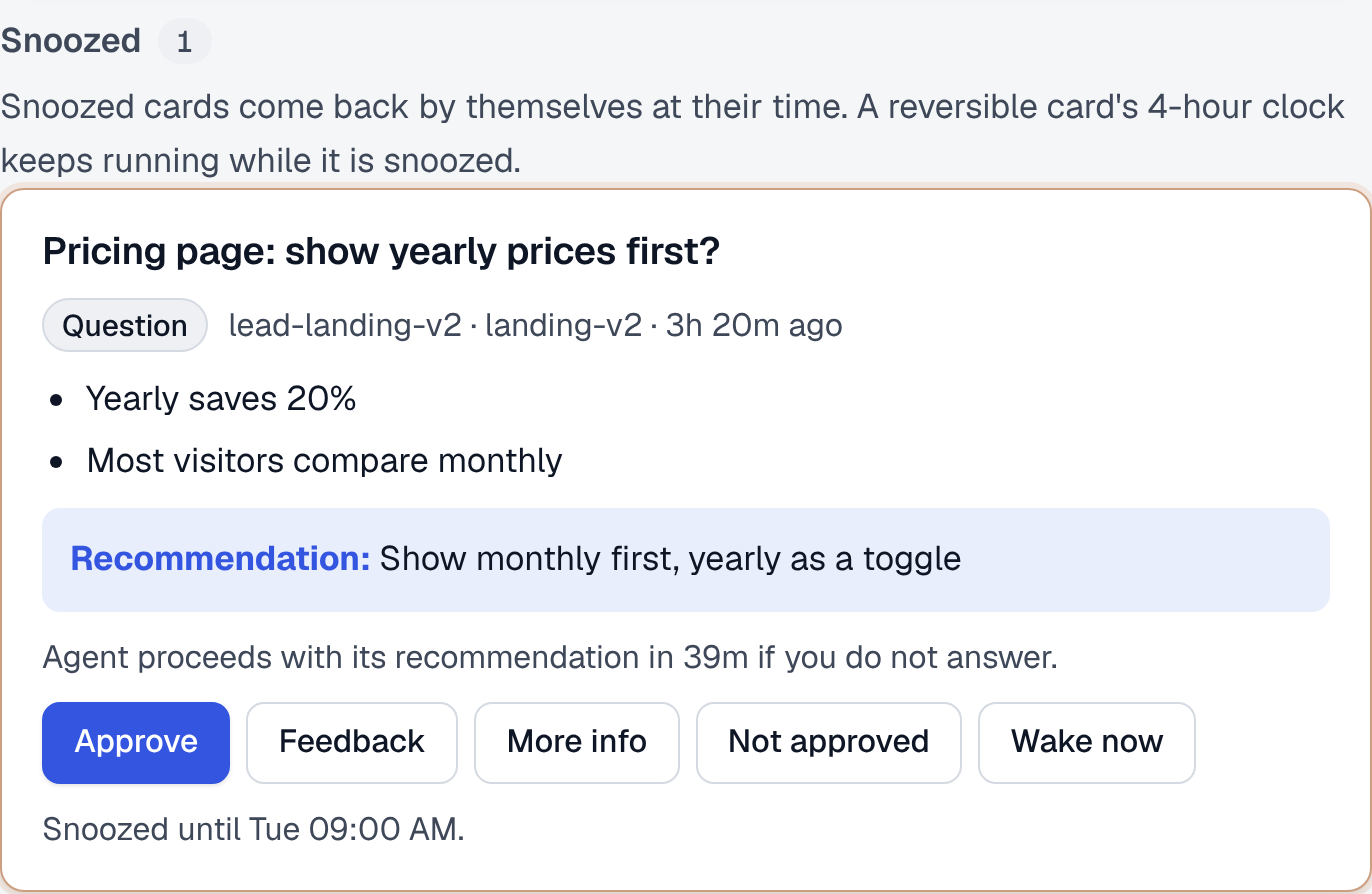 Snoozed 1
Snoozed cards come back by themselves at their time. A reversible card's 4-hour clock
keeps running while it is snoozed.
Pricing page: show yearly prices first?
Question lead-landing-v2 · landing-v2 · 3h 20m ago
• Yearly saves 20%
• Most visitors compare monthly
Recommendation: Show monthly first, yearly as a toggle
Agent proceeds with its recommendation in 39m if you do not answer.
Approve Feedback More info Not approved Wake now
Snoozed until Tue 09:00 AM.